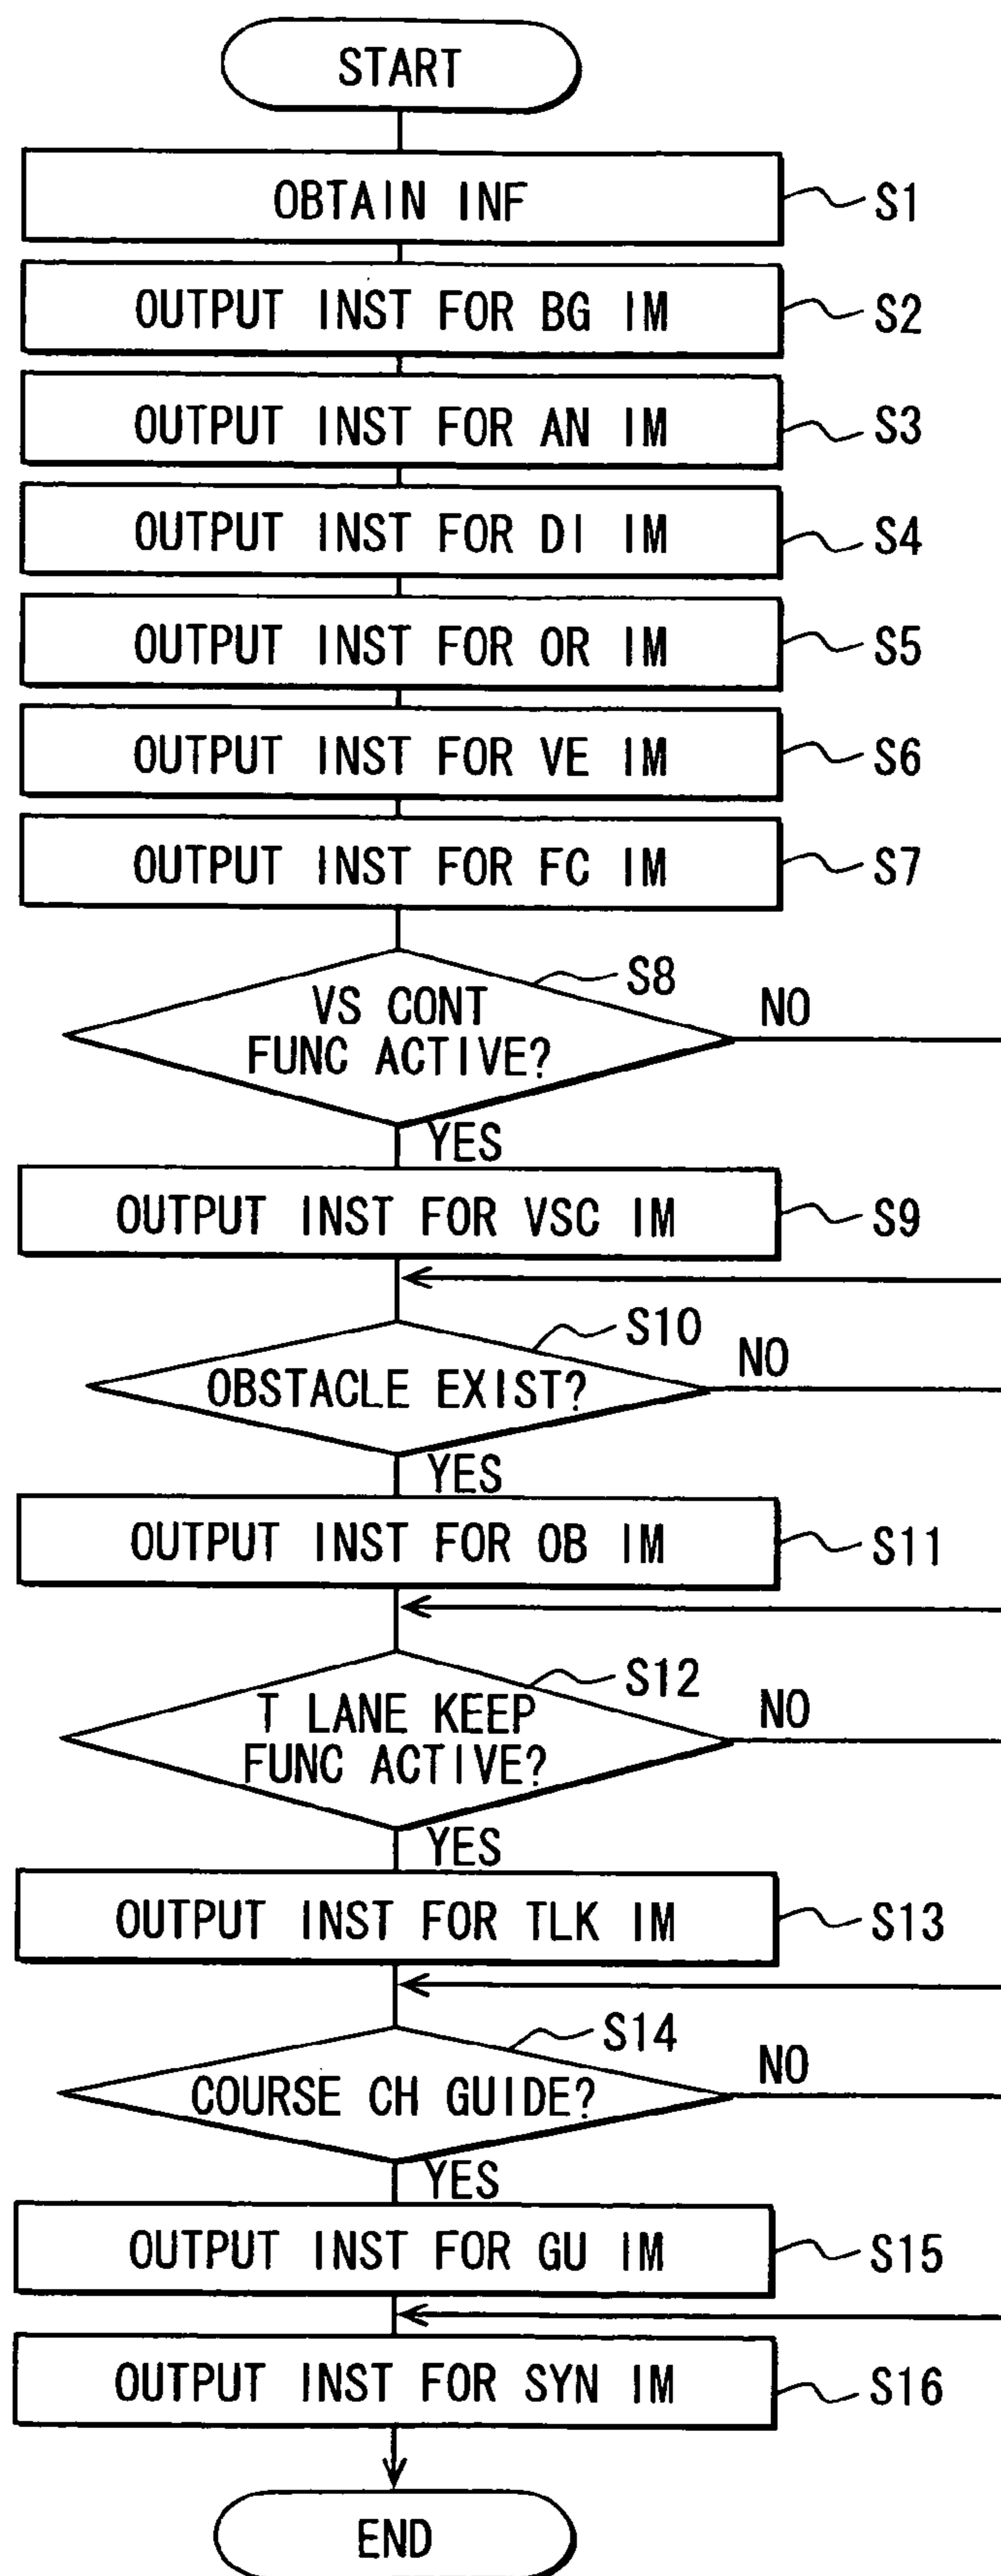 START
OBTAIN INF
S1
OUTPUT INST FOR BG IM
S2
OUTPUT INST FOR AN IM
S3
OUTPUT INST FOR DI IM
S4
OUTPUT INST FOR OR IM
S5
OUTPUT INST FOR VE IM
S6
OUTPUT INST FOR FC IM
S7
S8
VS CONT
FUNC ACTIVE?
NO
YES
OUTPUT INST FOR VSC IM
S9
S10
OBSTACLE EXIST?
NO
YES
OUTPUT INST FOR OB IM
S11
S12
T LANE KEEP
FUNC ACTIVE?
NO
YES
OUTPUT INST FOR TLK IM
S13
S14
COURSE CH GUIDE?
NO
YES
OUTPUT INST FOR GU IM
S15
OUTPUT INST FOR SYN IM
S16
END